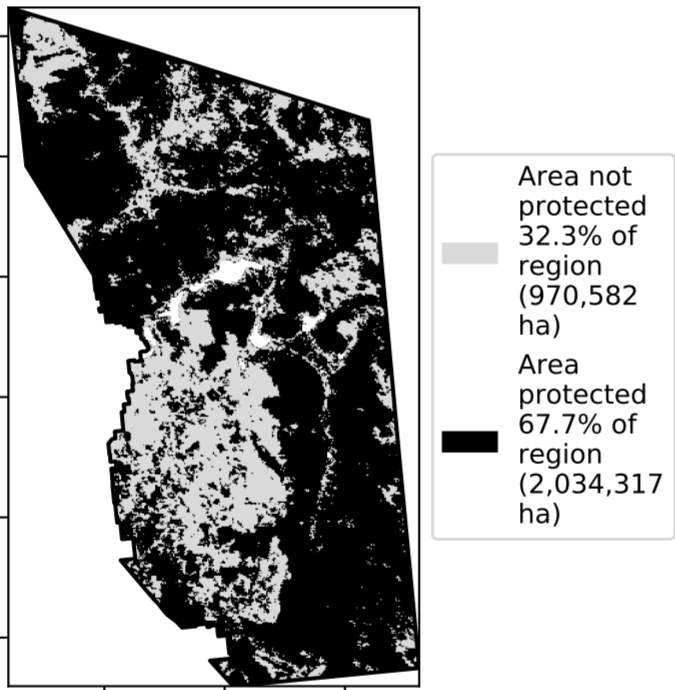 Area not
protected
32.3% of
region
(970,582
ha)
Area
protected
67.7% of
region
(2,034,317
ha)